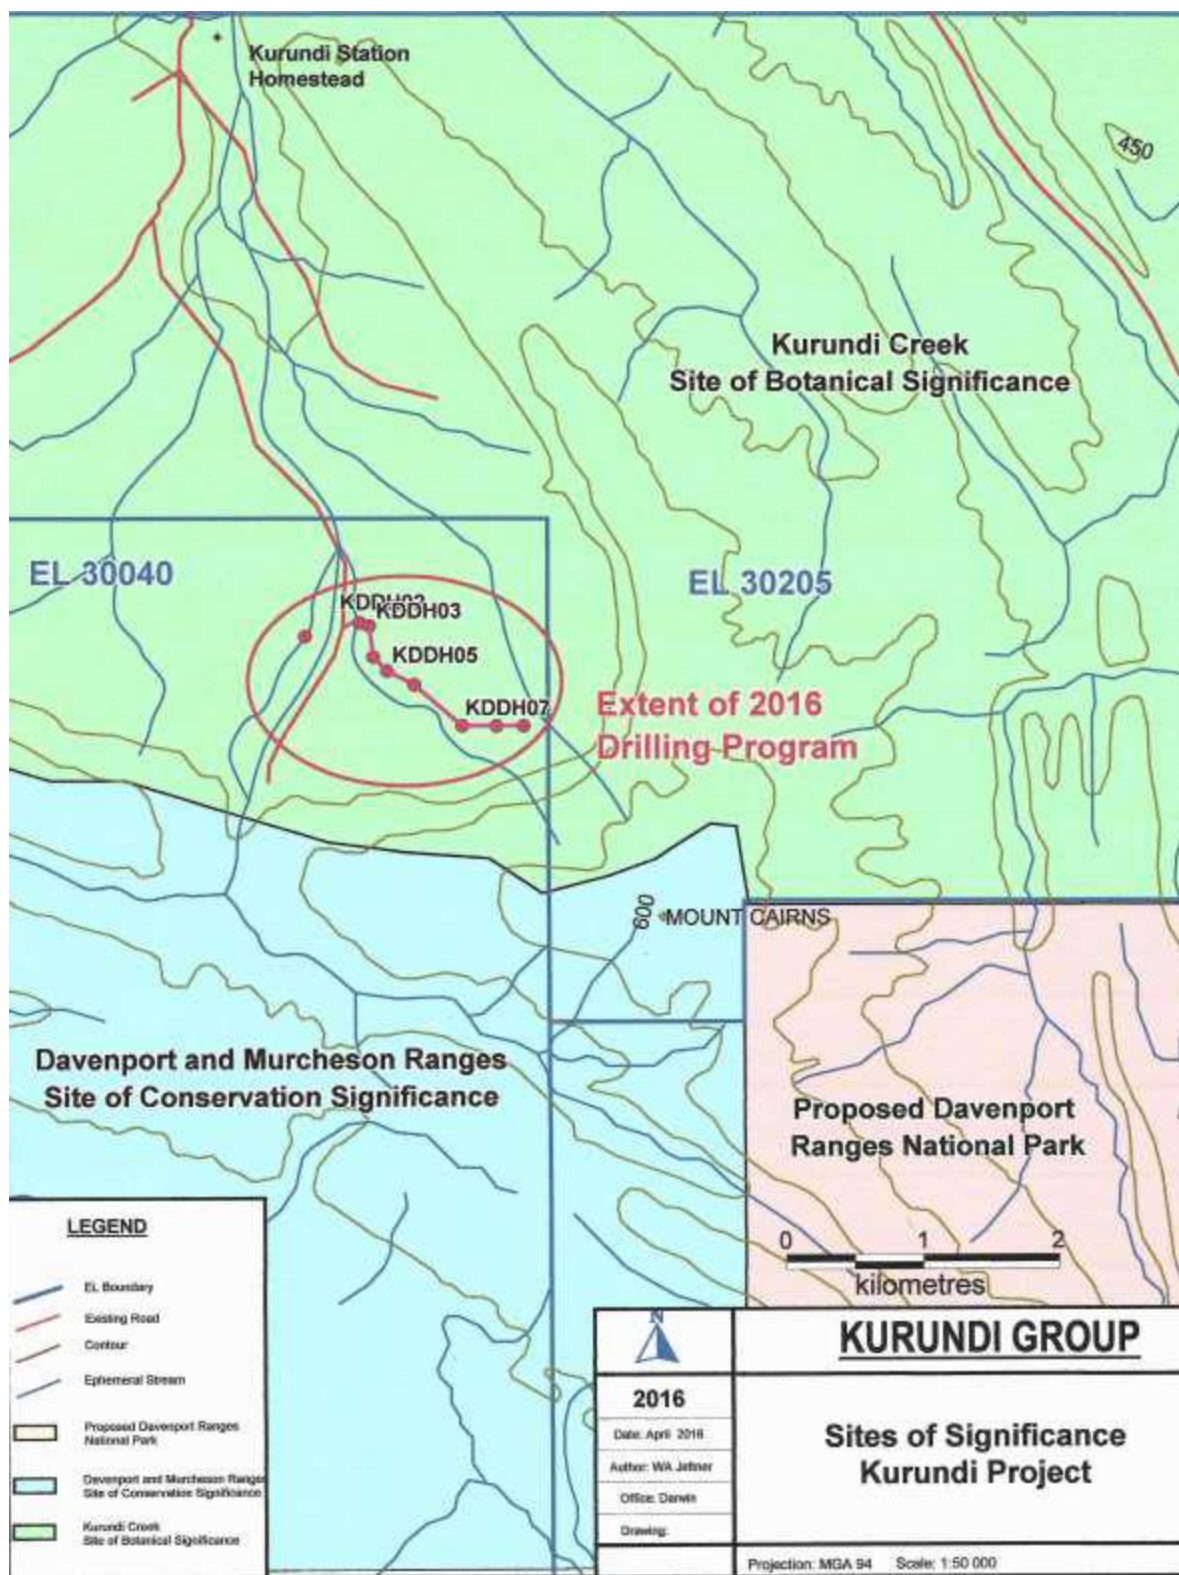 Kurundi Station
Homestead
450
Kurundi Creek
Site of Botanical Significance
EL 30040
EL 30205
KDDH03
KDDH05
KDDH07
Extent of 2016
Drilling Program
600
MOUNT CAIRNS
Davenport and Murcheson Ranges
Site of Conservation Significance
Proposed Davenport
Ranges National Park
0 1 2
kilometres
LEGEND
EL Boundary
Existing Road
Contour
Ephemeral Stream
Proposed Davenport Ranges
National Park
Davenport and Murcheson Ranges
Site of Conservation Significance
Kurundi Creek
Site of Botanical Significance
N
2016
Date: April 2016
Author: WA Jettner
Office: Darwin
Drawing:
KURUNDI GROUP
Sites of Significance
Kurundi Project
Projection: MGA 94 Scale: 1:50 000